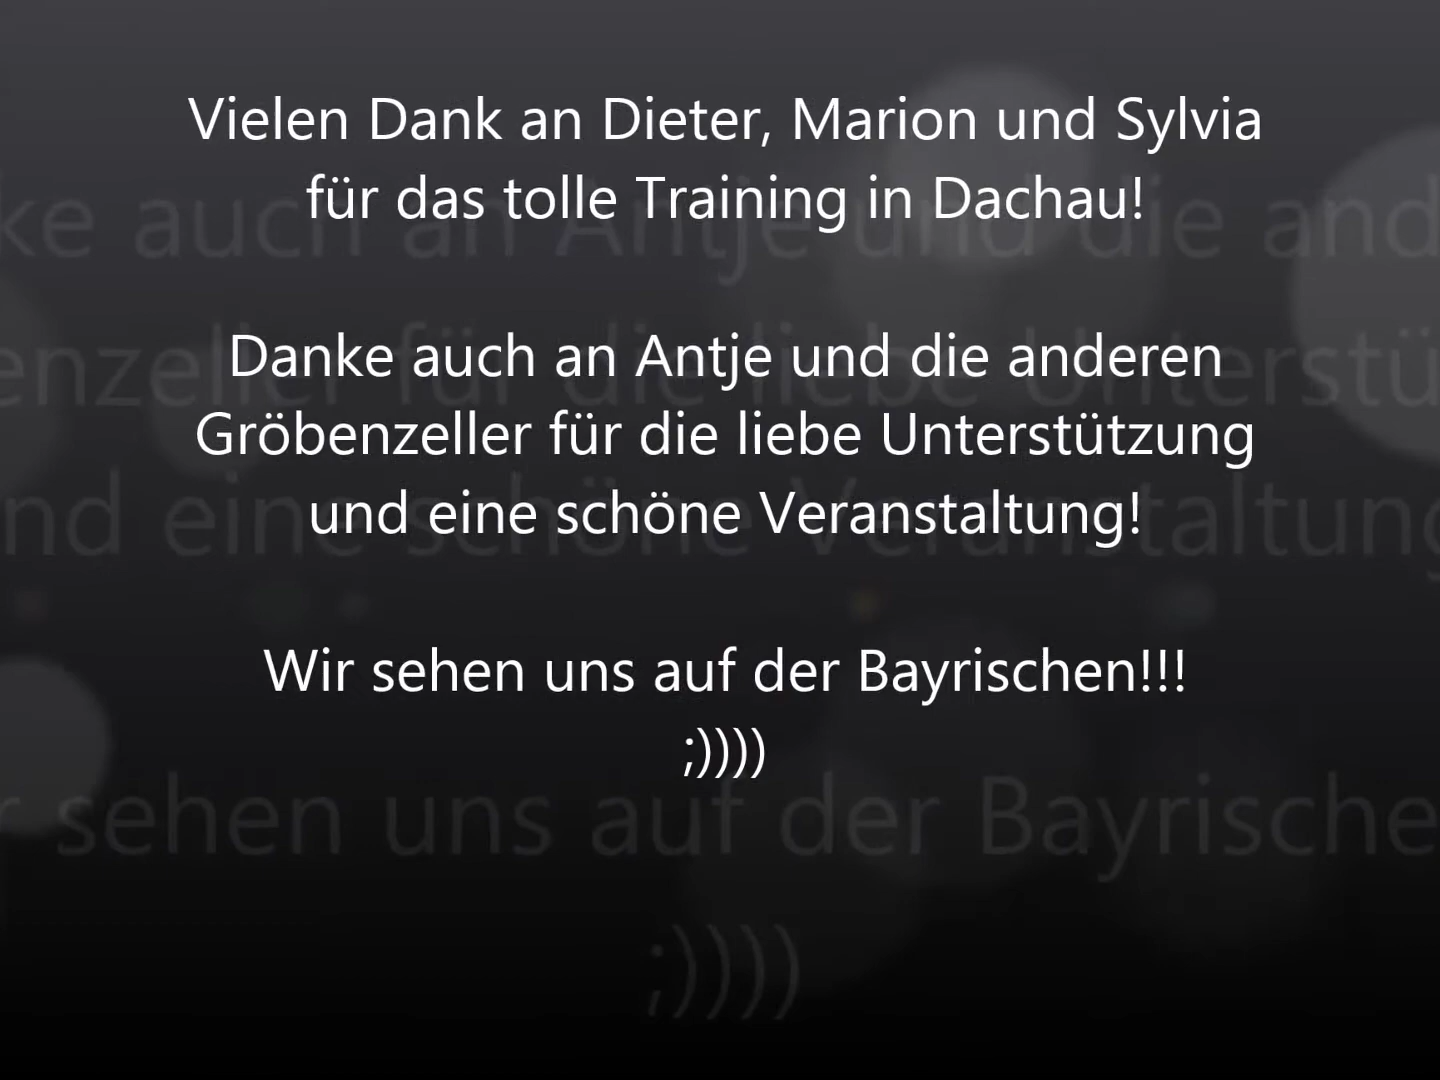 Vielen Dank an Dieter, Marion und Sylvia
für das tolle Training in Dachau!
Danke auch an Antje und die anderen
Gröbenzeller für die liebe Unterstützung
und eine schöne Veranstaltung!
Wir sehen uns auf der Bayrischen!!!
;))))